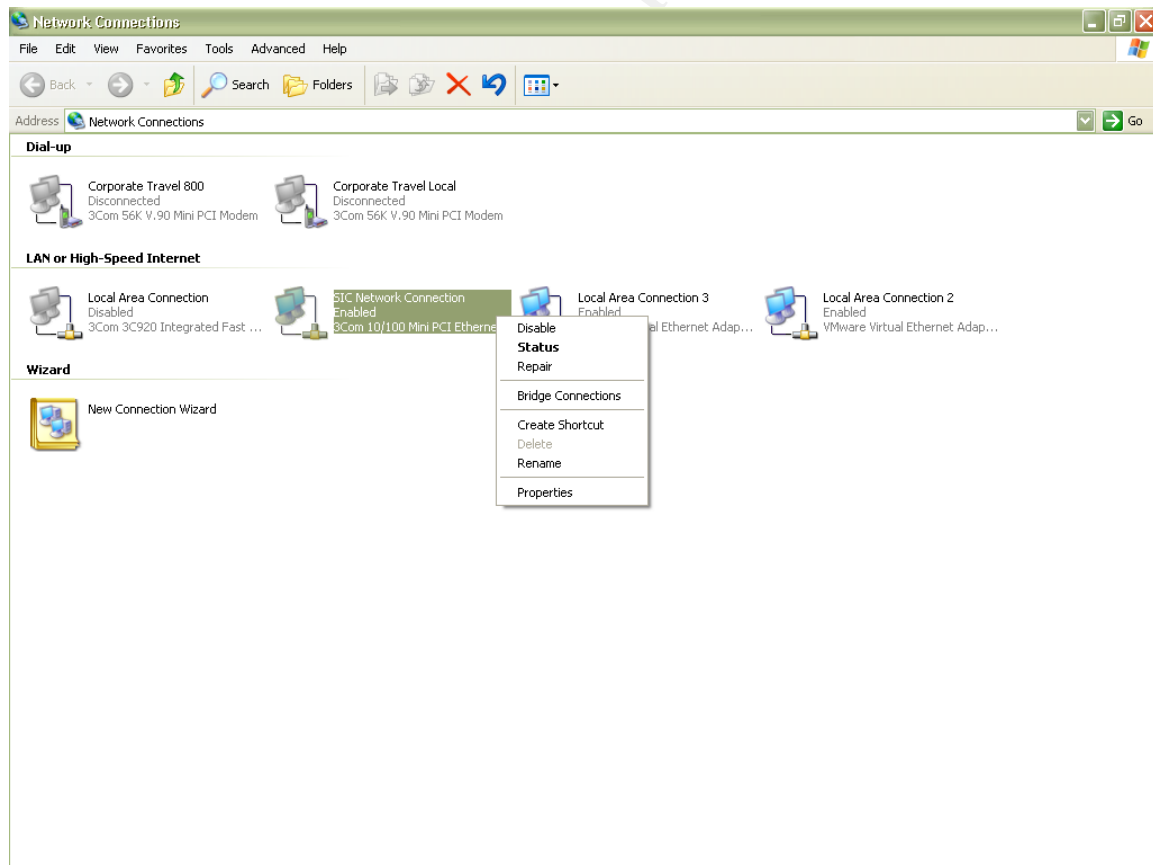 Network Connections
File Edit View Favorites Tools Advanced Help
Back Search Folders
Address Network Connections Go
Dial-up
Corporate Travel 800
Disconnected
3Com 56K V.90 Mini PCI Modem
Corporate Travel Local
Disconnected
3Com 56K V.90 Mini PCI Modem
LAN or High-Speed Internet
Local Area Connection
Disabled
3Com 3C920 Integrated Fast ...
SIC Network Connection
Enabled
3Com 10/100 Mini PCI Etherne
Local Area Connection 3
Enabled
al Ethernet Adap...
Local Area Connection 2
Enabled
VMware Virtual Ethernet Adap...
Disable
Status
Repair
Bridge Connections
Create Shortcut
Delete
Rename
Properties
Wizard
New Connection Wizard